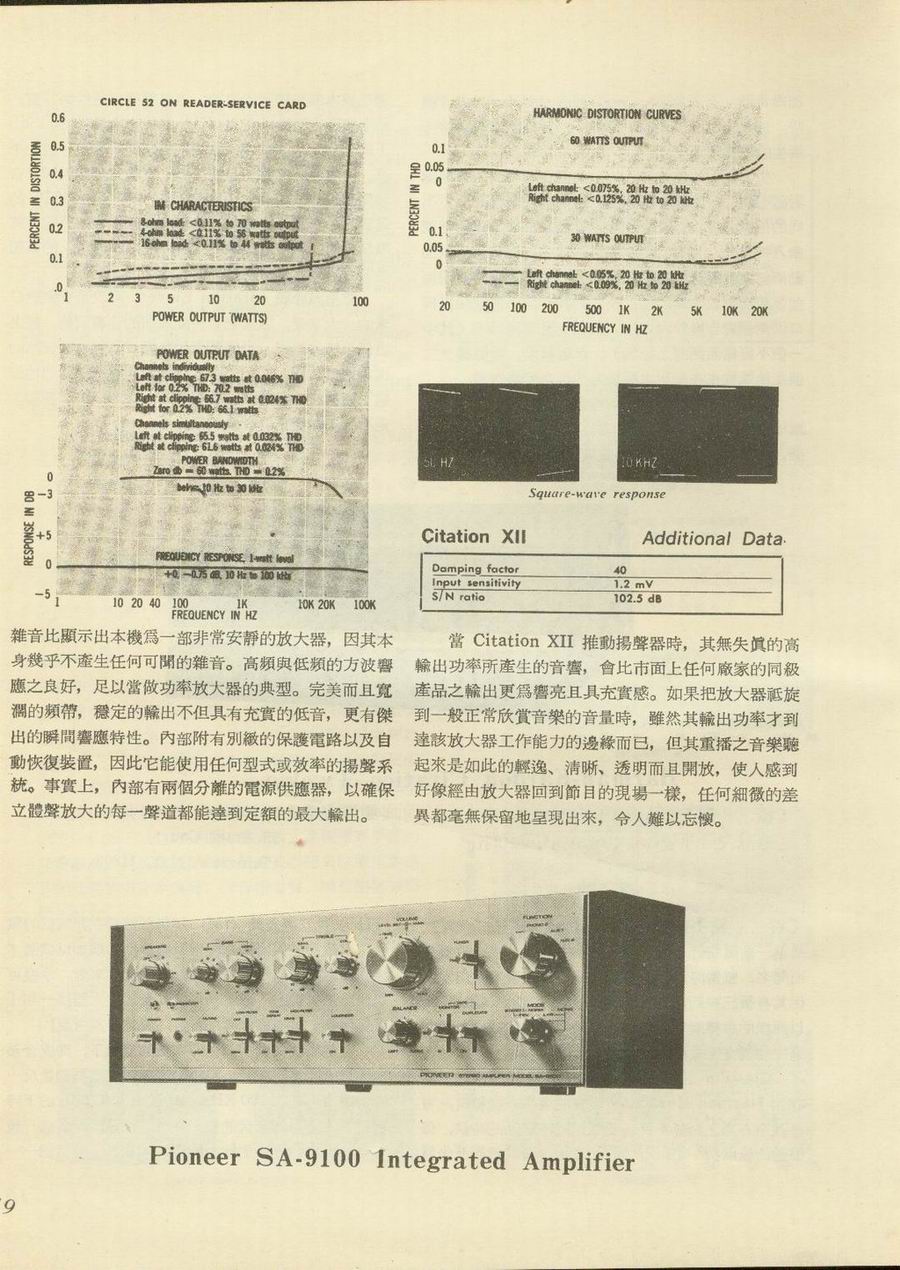 CIRCLE 52 ON READER-SERVICE CARD
0.6
0.5
0.4
0.3
0.2
0.1
.0
PERCENT IN DISTORTION
IM CHARACTERISTICS
8-ohm load: <0.11% to 70 watts output
4-ohm load: <0.11% to 56 watts output
16-ohm load: <0.11% to 44 watts output
1 2 3 5 10 20 100
POWER OUTPUT (WATTS)
HARMONIC DISTORTION CURVES
60 WATTS OUTPUT
0.1
0.05
0
PERCENT IN THD
Left channel: <0.075%, 20 Hz to 20 kHz
Right channel: <0.125%, 20 Hz to 20 kHz
30 WATTS OUTPUT
0.1
0.05
0
Left channel: <0.05%, 20 Hz to 20 kHz
Right channel: <0.09%, 20 Hz to 20 kHz
20 50 100 200 500 1K 2K 5K 10K 20K
FREQUENCY IN HZ
POWER OUTPUT DATA
Channels individually
Left at clipping: 67.3 watts at 0.046% THD
Left for 0.2% THD: 70.2 watts
Right at clipping: 66.7 watts at 0.024% THD
Right for 0.2% THD: 66.1 watts
Channels simultaneously
Left at clipping: 65.5 watts at 0.032% THD
Right at clipping: 61.6 watts at 0.024% THD
POWER BANDWIDTH
Zero db = 60 watts. THD = 0.2%
below 10 Hz to 30 kHz
0
-3
+5
0
-5
RESPONSE IN DB
FREQUENCY RESPONSE, 1-watt level
+0, -0.75 dB, 10 Hz to 100 kHz
1 10 20 40 100 1K 10K 20K 100K
FREQUENCY IN HZ
50 HZ
10 KHZ
Square-wave response
Citation XII Additional Data
Damping factor 40
Input sensitivity 1.2 mV
S/N ratio 102.5 dB
雜音比顯示出本機爲一部非常安靜的放大器，因其本
身幾乎不產生任何可聞的雜音。高頻與低頻的方波響
應之良好，足以當做功率放大器的典型。完美而且寬
濶的頻帶，穩定的輸出不但具有充實的低音，更有傑
出的瞬間響應特性。內部附有別緻的保護電路以及自
動恢復裝置，因此它能使用任何型式或效率的揚聲系
統。事實上，內部有兩個分離的電源供應器，以確保
立體聲放大的每一聲道都能達到定額的最大輸出。
當 Citation XII 推動揚聲器時，其無失眞的高
輸出功率所產生的音響，會比市面上任何廠家的同級
產品之輸出更爲響亮且具充實感。如果把放大器祗旋
到一般正常欣賞音樂的音量時，雖然其輸出功率才到
達該放大器工作能力的邊緣而已，但其重播之音樂聽
起來是如此的輕逸、清晰、透明而且開放，使人感到
好像經由放大器回到節目的現場一樣，任何細微的差
異都毫無保留地呈現出來，令人難以忘懷。
SPEAKERS
BASS
TREBLE
VOLUME
TUNER
FUNCTION
PHONO 2
LOUDNESS
BALANCE
MONITOR
DUPLICATE
MODE
PIONEER STEREO AMPLIFIER MODEL SA-9100
Pioneer SA-9100 Integrated Amplifier
9